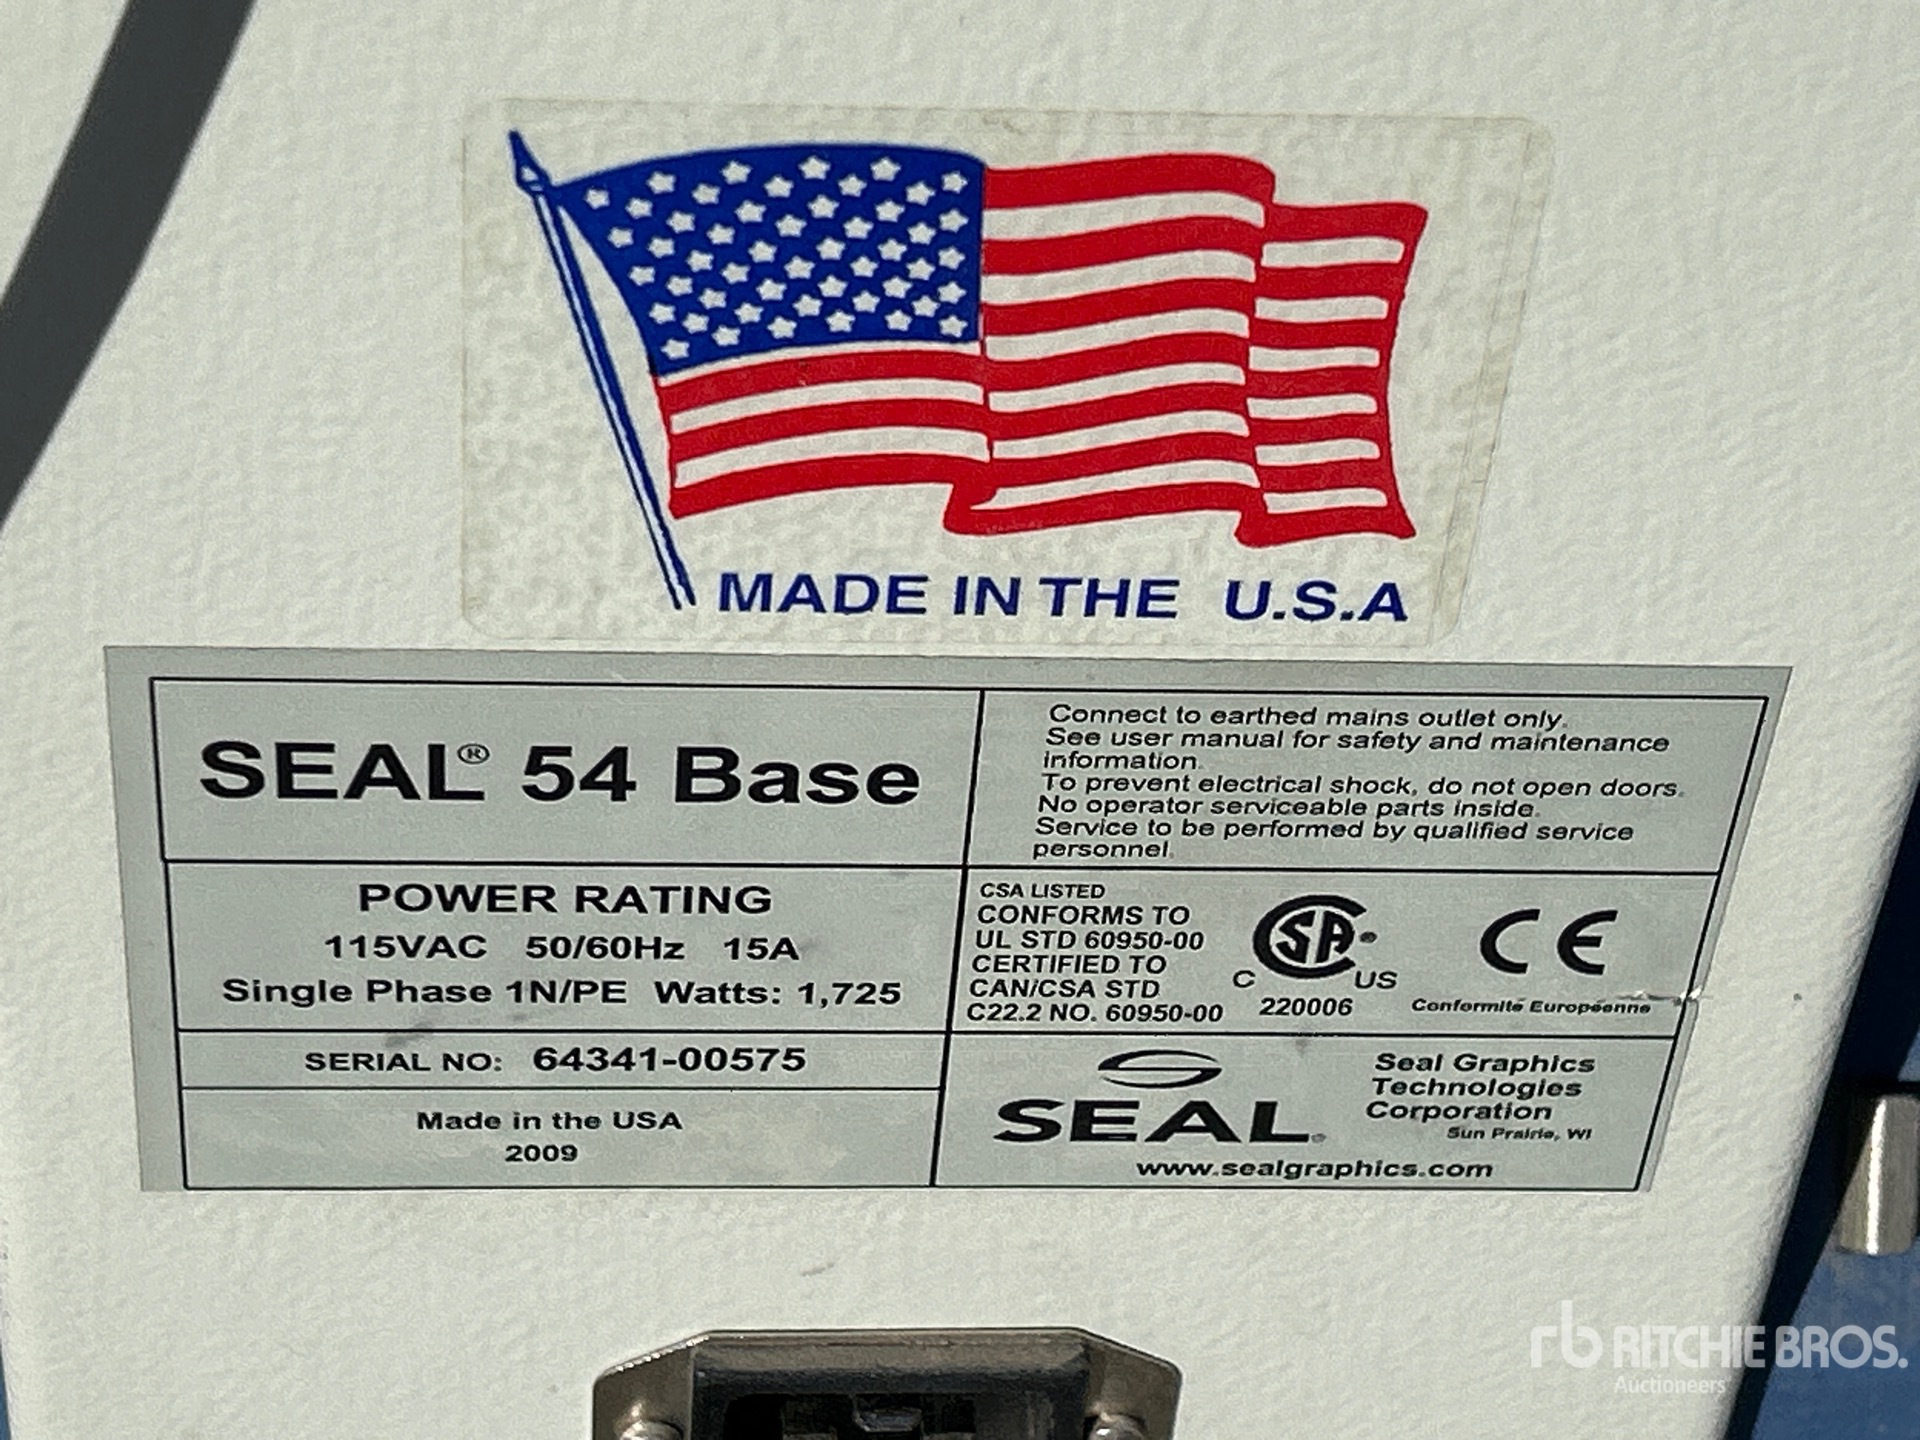 MADE IN THE U.S.A
SEAL® 54 Base
Connect to earthed mains outlet only.
See user manual for safety and maintenance
information.
To prevent electrical shock, do not open doors.
No operator serviceable parts inside.
Service to be performed by qualified service
personnel.
POWER RATING
115VAC 50/60Hz 15A
Single Phase 1N/PE Watts: 1,725
CSA LISTED
CONFORMS TO
UL STD 60950-00
CERTIFIED TO
CAN/CSA STD
C22.2 NO. 60950-00
C SA® US
220006
CE
Conformité Européenne
SERIAL NO: 64341-00575
Made in the USA
2009
SEAL®
Seal Graphics
Technologies
Corporation
Sun Prairie, WI
www.sealgraphics.com
rb RITCHIE BROS.
Auctioneers